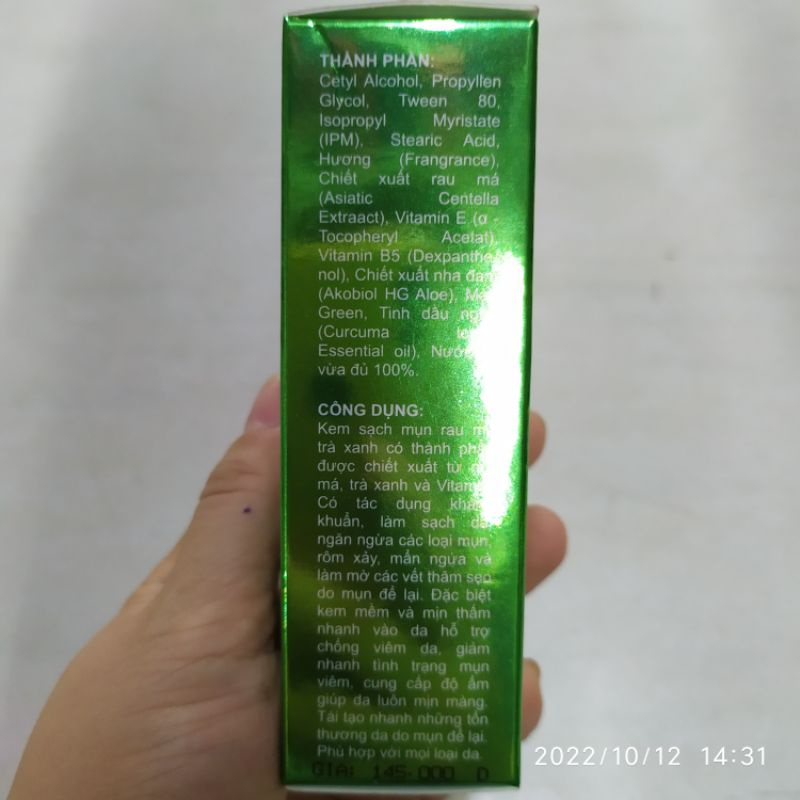 THÀNH PHẦN:
Cetyl Alcohol, Propyllen
Glycol, Tween 80,
Isopropyl Myristate
(IPM), Stearic Acid,
Hương (Frangrance),
Chiết xuất rau má
(Asiatic Centella
Extraact), Vitamin E (α -
Tocopheryl Acetat),
Vitamin B5 (Dexpanthe
nol), Chiết xuất nha đam
(Akobiol HG Aloe),
Green, Tinh dầu
(Curcuma
Essential oil), Nước
vừa đủ 100%.
CÔNG DỤNG:
Kem sạch mụn rau má
trà xanh có thành phần
được chiết xuất từ
má, trà xanh và Vitamin
Có tác dụng kháng
khuẩn, làm sạch da
ngăn ngừa các loại mụn,
rôm xảy, mẩn ngứa và
làm mờ các vết thâm sẹo
do mụn để lại. Đặc biệt
kem mềm và mịn thấm
nhanh vào da hỗ trợ
chống viêm da, giảm
nhanh tình trạng mụn
viêm, cung cấp độ ẩm
giúp da luôn mịn màng.
Tái tạo nhanh những tổn
thương da do mụn để lại.
Phù hợp với mọi loại da.
GIA: 145.000 D
2022/10/12 14:31